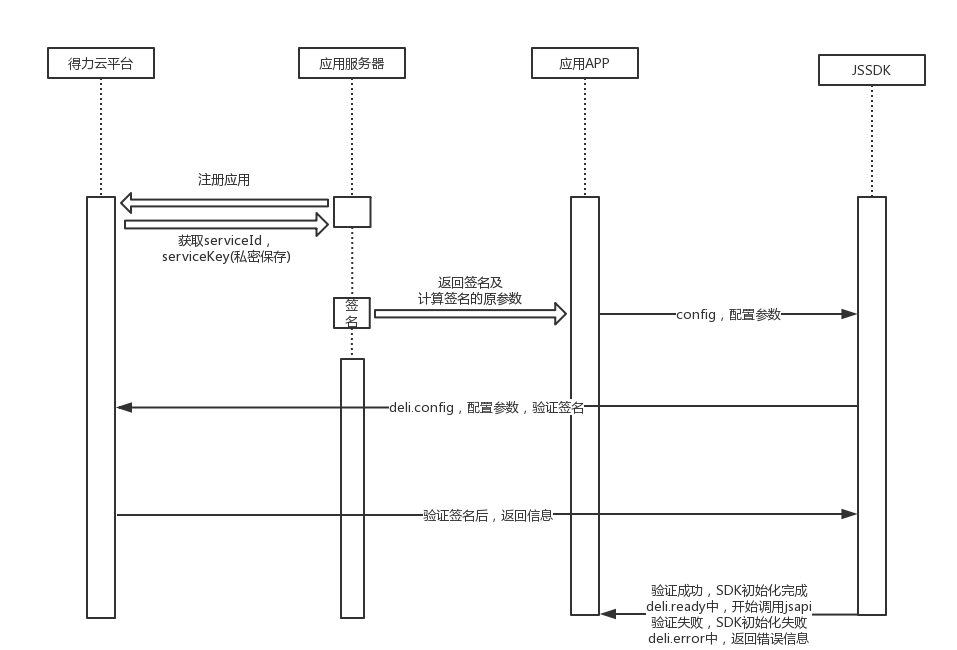 得力云平台
应用服务器
应用APP
JSSDK
注册应用
获取serviceId，
serviceKey(私密保存)
签
名
返回签名及
计算签名的原参数
config，配置参数
deli.config，配置参数，验证签名
验证签名后，返回信息
验证成功，SDK初始化完成
deli.ready中，开始调用jsapi
验证失败，SDK初始化失败
deli.error中，返回错误信息